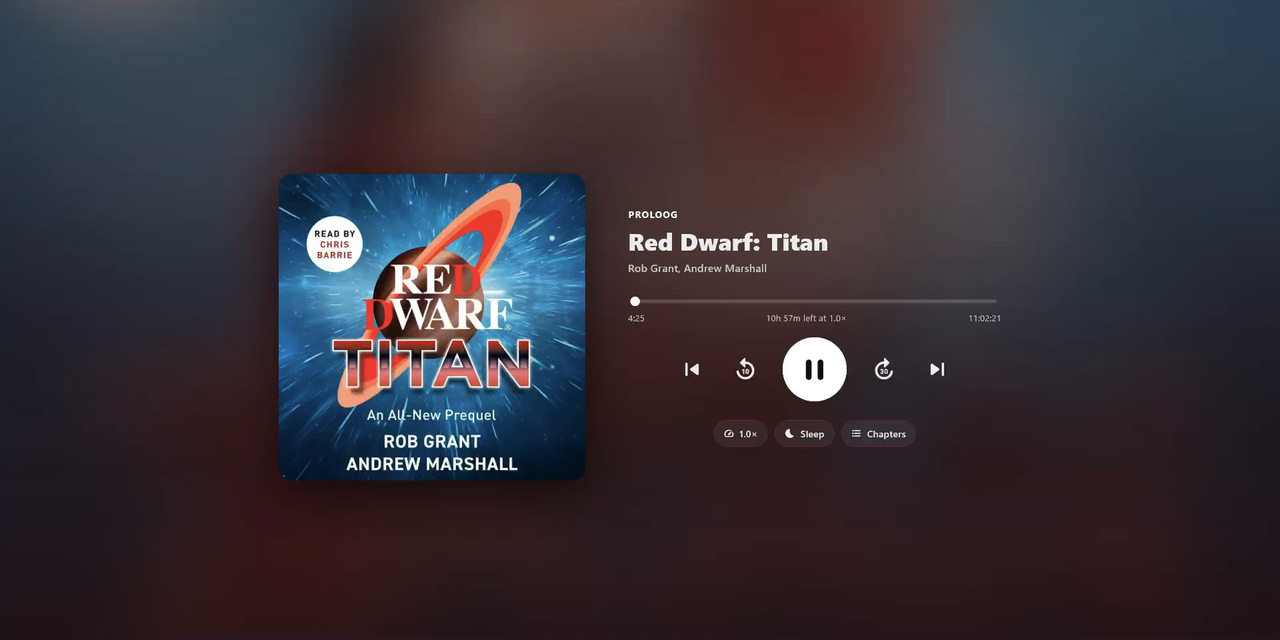 READ BY
CHRIS
BARRIE
RED
DWARF®
TITAN
An All-New Prequel
ROB GRANT
ANDREW MARSHALL
PROLOOG
Red Dwarf: Titan
Rob Grant, Andrew Marshall
4:25 10h 57m left at 1.0× 11:02:21
10 30
1.0× Sleep Chapters